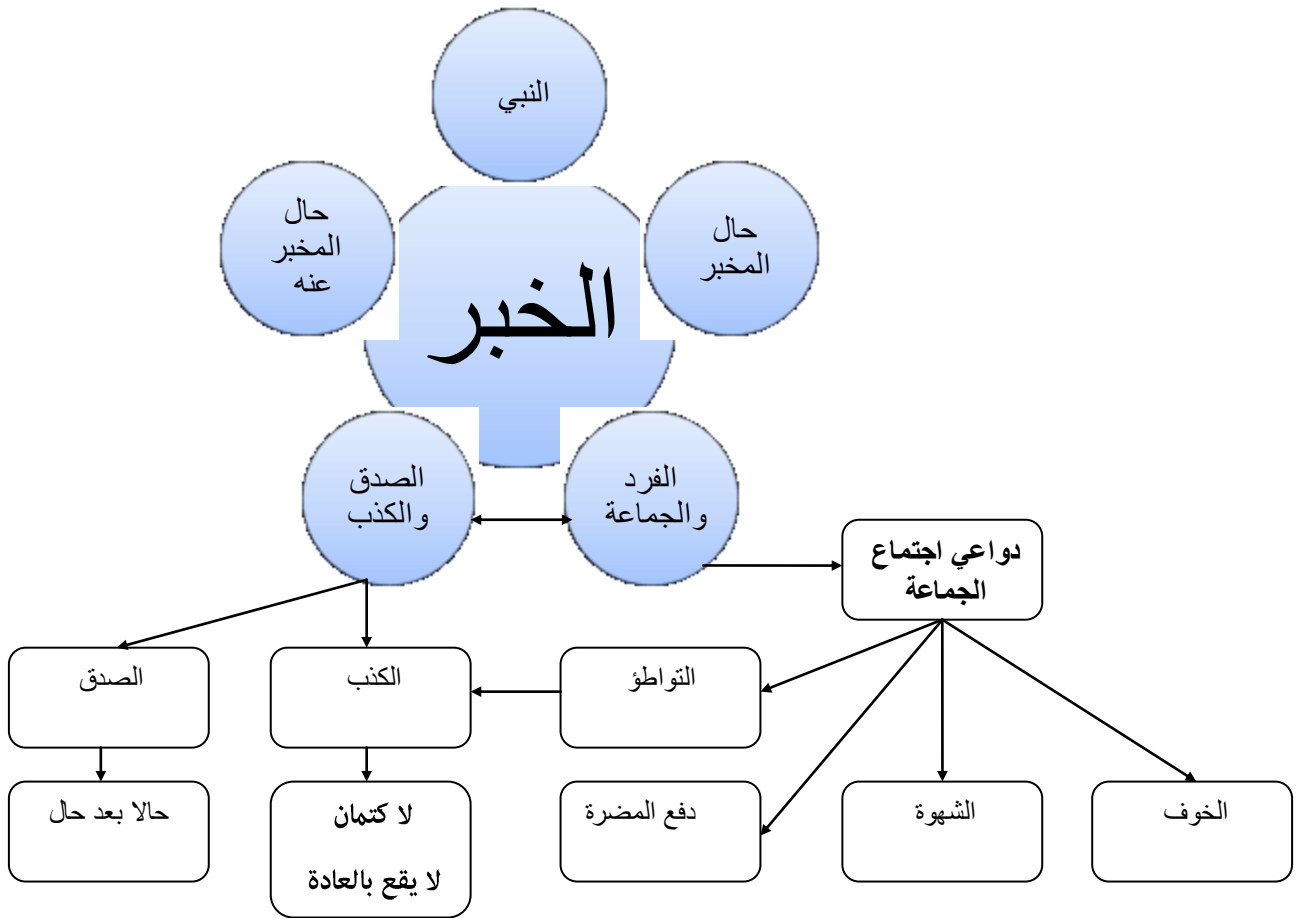 النبي
حال
المخبر
حال
المخبر
عنه
الخبر
الفرد
والجماعة
الصدق
والكذب
دواعي اجتماع
الجماعة
التواطؤ
الكذب
الصدق
الخوف
الشهوة
دفع المضرة
لا كتمان
لا يقع بالعادة
حالا بعد حال